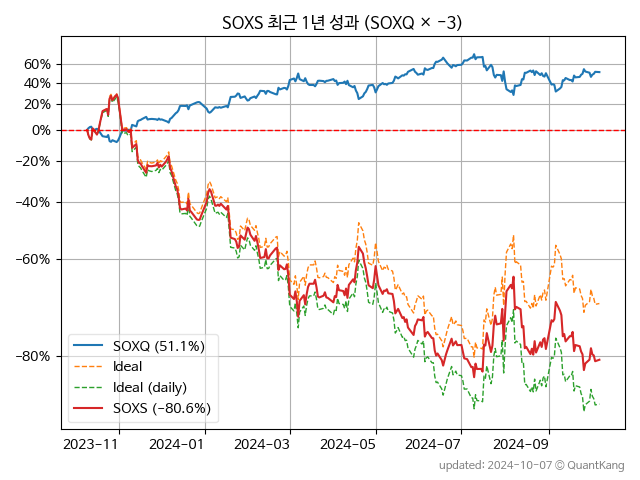 SOXS 최근 1년 성과 (SOXQ × −3)
60%
40%
20%
0%
−20%
−40%
−60%
−80%
SOXQ (51.1%)
Ideal
Ideal (daily)
SOXS (−80.6%)
2023−11 2024−01 2024−03 2024−05 2024−07 2024−09
updated: 2024-10-07 © QuantKang